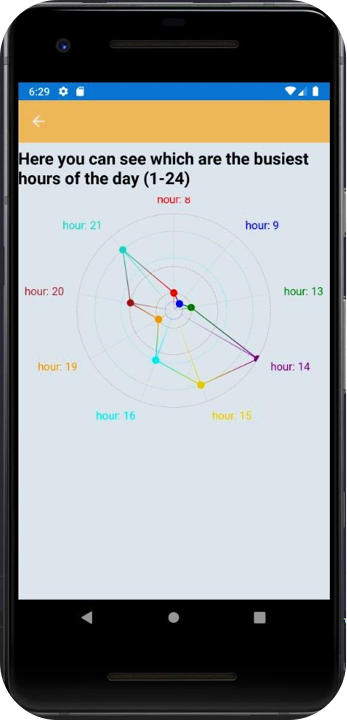 6:29
Here you can see which are the busiest
hours of the day (1-24)
hour: 8
hour: 21
hour: 9
hour: 20
hour: 13
hour: 19
hour: 14
hour: 16
hour: 15